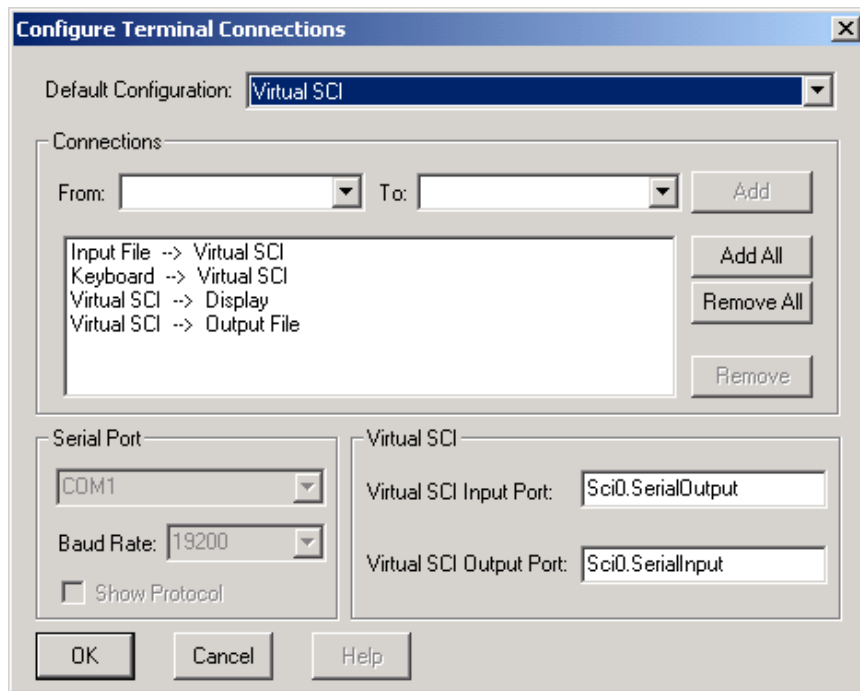 Configure Terminal Connections
Default Configuration: Virtual SCI
Connections
From: To: Add
Input File --> Virtual SCI
Keyboard --> Virtual SCI
Virtual SCI --> Display
Virtual SCI --> Output File
Add All
Remove All
Remove
Serial Port
COM1
Baud Rate: 19200
Show Protocol
Virtual SCI
Virtual SCI Input Port: Sci0.SerialOutput
Virtual SCI Output Port: Sci0.SerialInput
OK Cancel Help